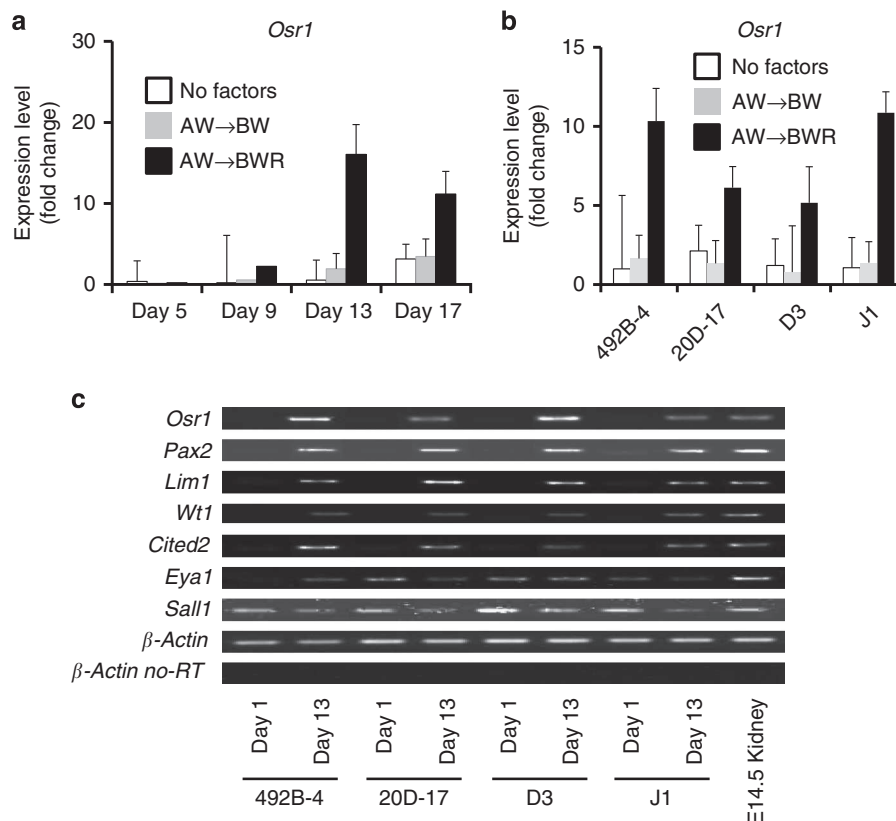 a
Osr1
30
20
10
0
Expression level
(fold change)
No factors
AW→BW
AW→BWR
Day 5
Day 9
Day 13
Day 17
b
Osr1
15
10
5
0
Expression level
(fold change)
No factors
AW→BW
AW→BWR
492B-4
20D-17
D3
J1
c
Osr1
Pax2
Lim1
Wt1
Cited2
Eya1
Sall1
β-Actin
β-Actin no-RT
Day 1
Day 13
Day 1
Day 13
Day 1
Day 13
Day 1
Day 13
E14.5 Kidney
492B-4
20D-17
D3
J1